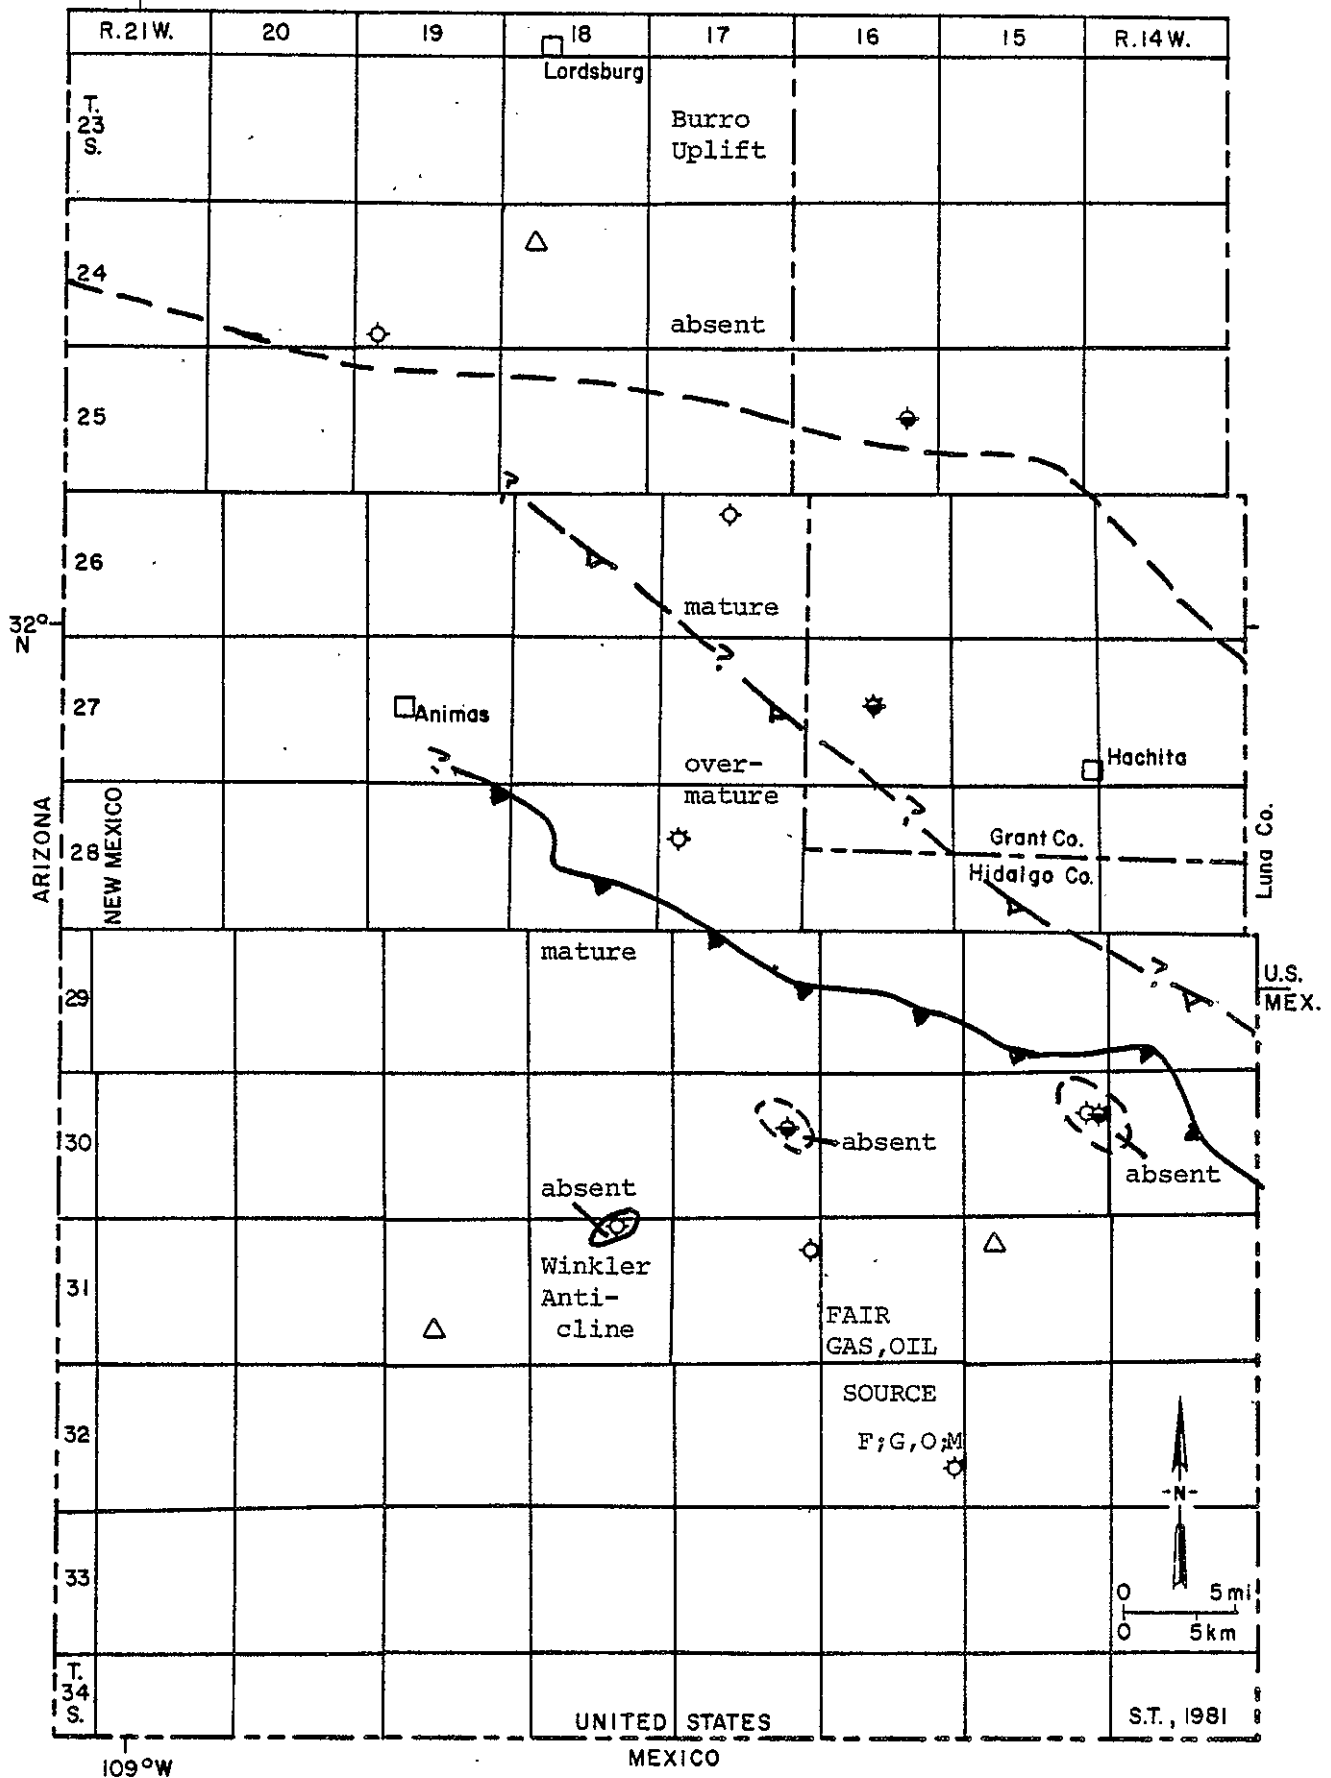 R.21W. 20 19 18 17 16 15 R.14W.
Lordsburg
T.
23
S.
Burro
Uplift
24
absent
25
?
26
mature
32°
N
?
27
Animas
?
over-
mature
Hachita
?
ARIZONA
NEW MEXICO
28
Grant Co.
Hidalgo Co.
Luna Co.
mature
?
U.S.
MEX.
29
30
absent
absent
absent
Winkler
Anti-
cline
31
FAIR
GAS,OIL
SOURCE
32
F;G,O;M
-N-
33
0 5 mi
0 5 km
T.
34
S.
UNITED STATES
S.T., 1981
MEXICO
109°W